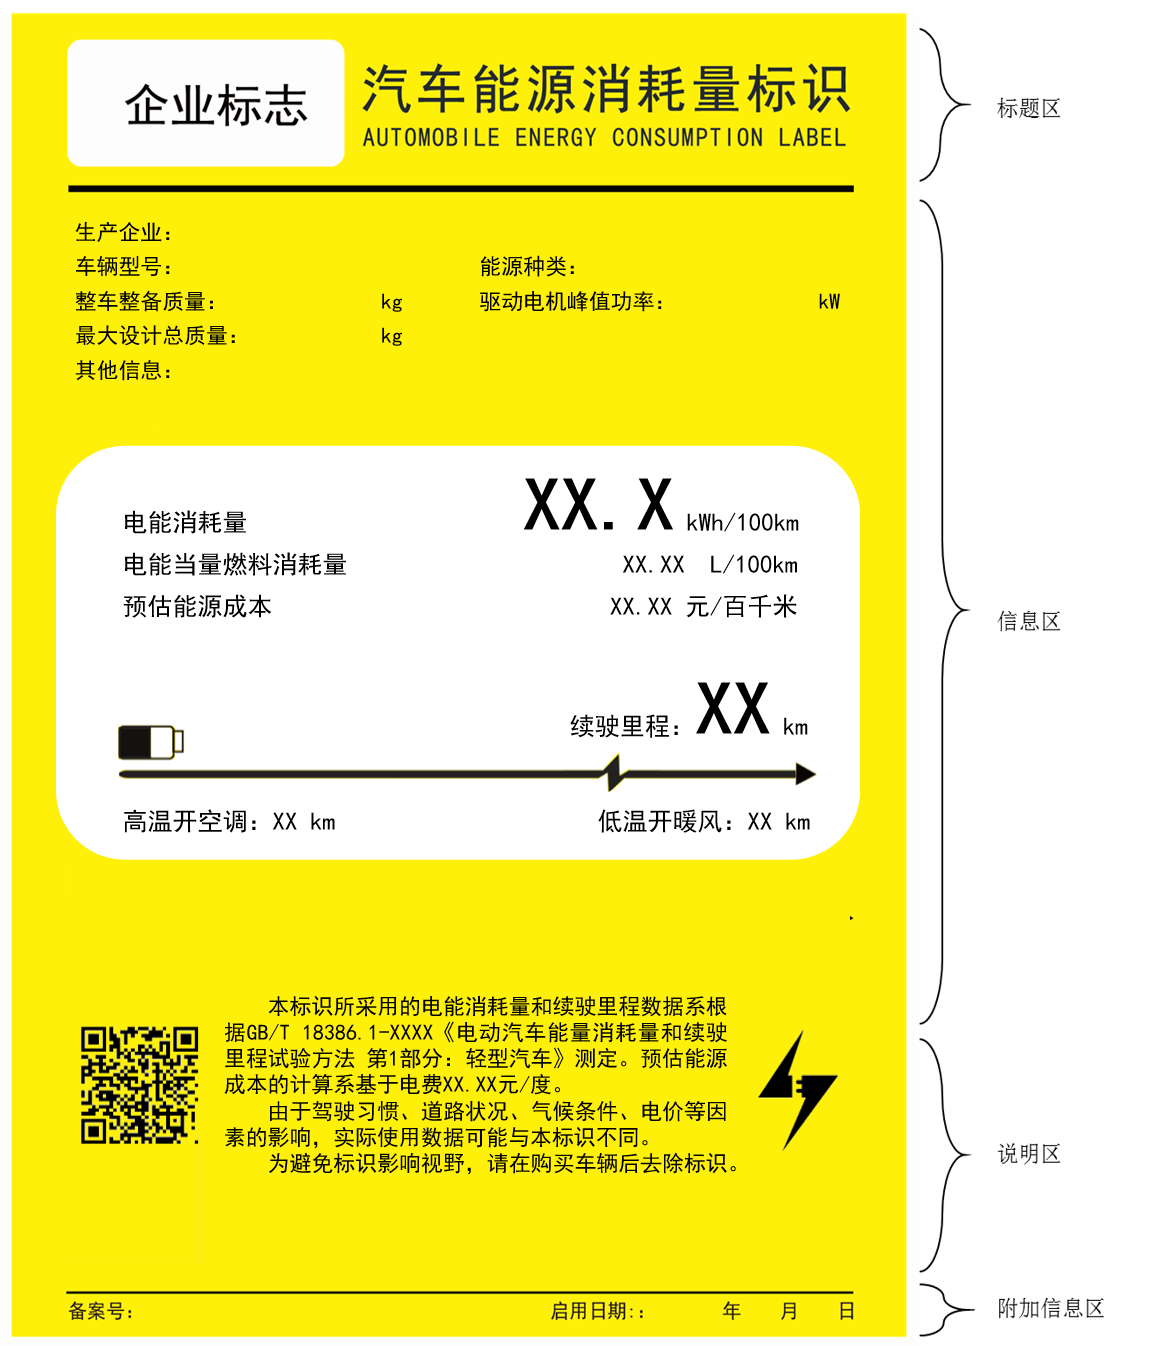 企业标志
汽车能源消耗量标识
AUTOMOBILE ENERGY CONSUMPTION LABEL
标题区
生产企业：
车辆型号： 能源种类：
整车整备质量： kg 驱动电机峰值功率： kW
最大设计总质量： kg
其他信息：
电能消耗量 XX.X kWh/100km
电能当量燃料消耗量 XX.XX L/100km
预估能源成本 XX.XX 元/百千米
信息区
续驶里程：XX km
高温开空调：XX km 低温开暖风：XX km
本标识所采用的电能消耗量和续驶里程数据系根
据GB/T 18386.1-XXXX《电动汽车能量消耗量和续驶
里程试验方法 第1部分：轻型汽车》测定。预估能源
成本的计算系基于电费XX.XX元/度。
由于驾驶习惯、道路状况、气候条件、电价等因
素的影响，实际使用数据可能与本标识不同。
为避免标识影响视野，请在购买车辆后去除标识。
说明区
备案号： 启用日期:： 年 月 日
附加信息区